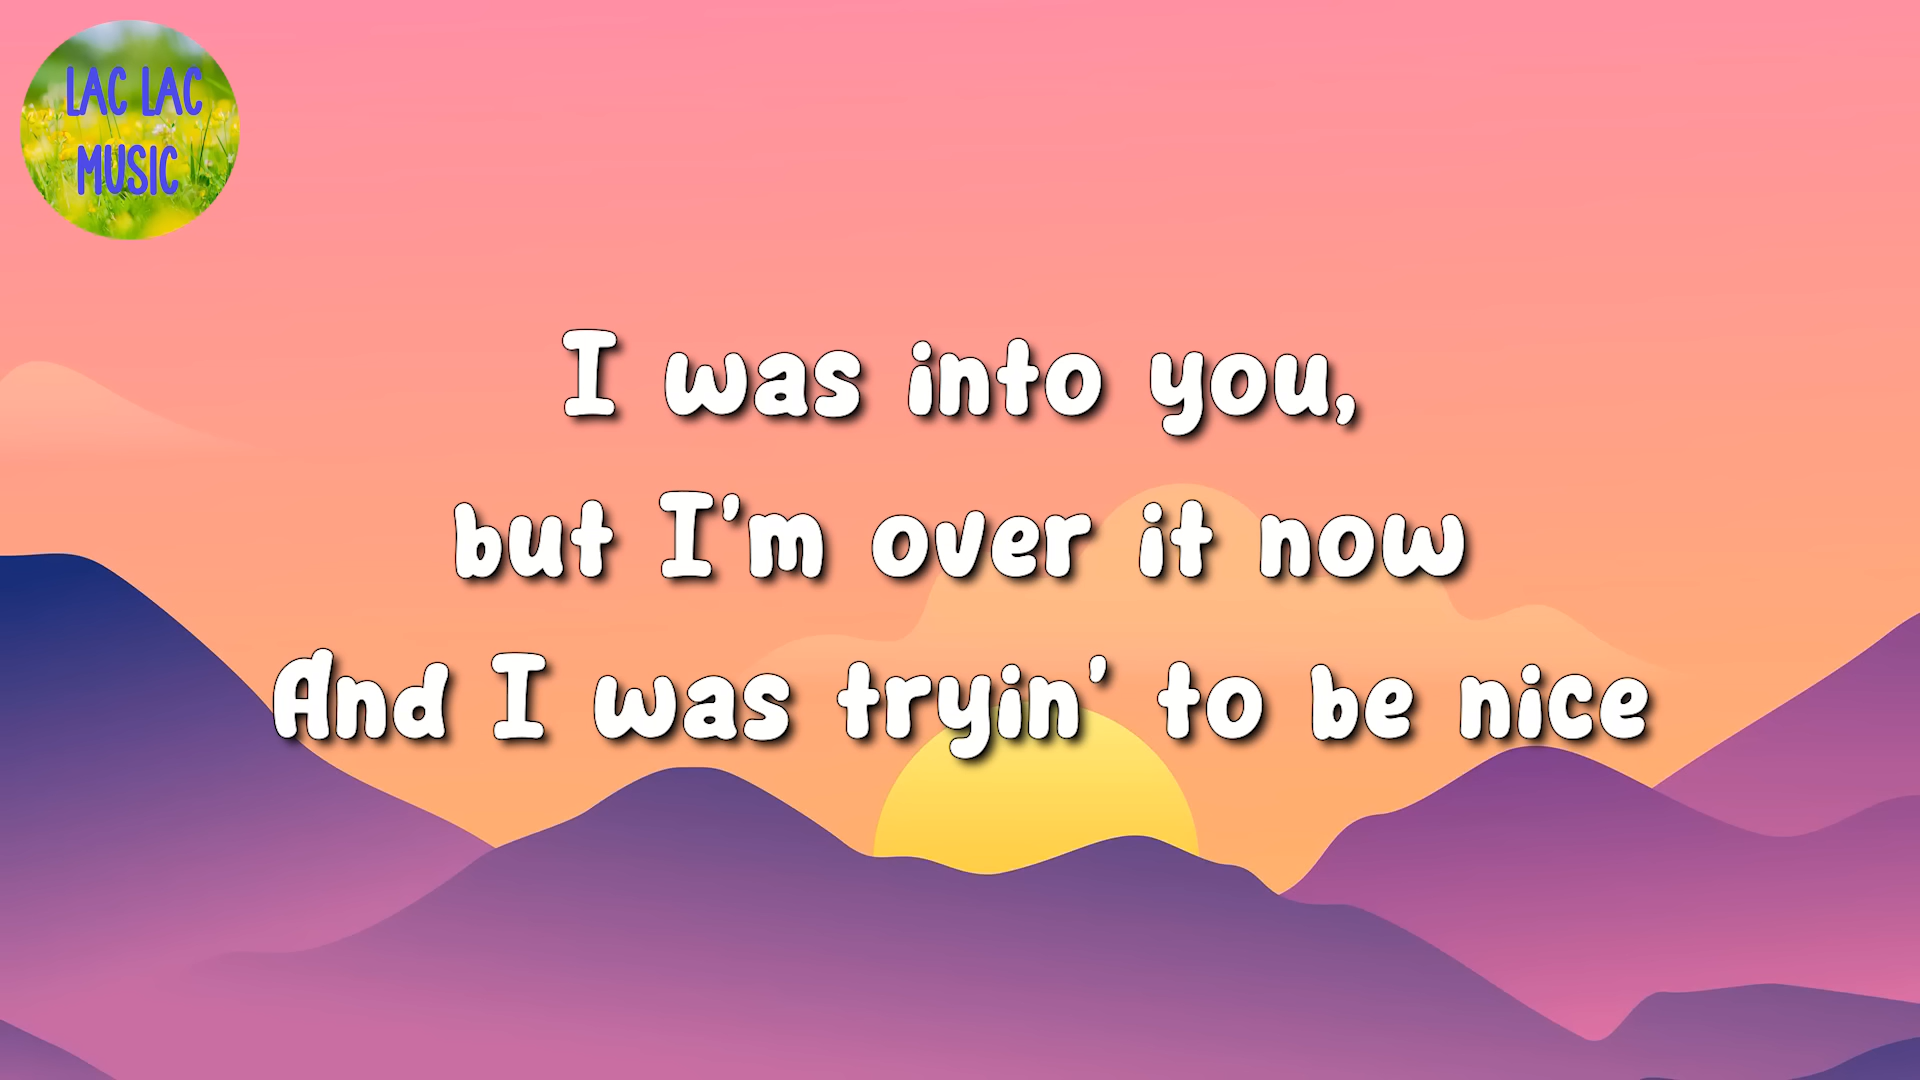 LAC LAC
MUSIC
I was into you,
but I'm over it now
And I was tryin' to be nice